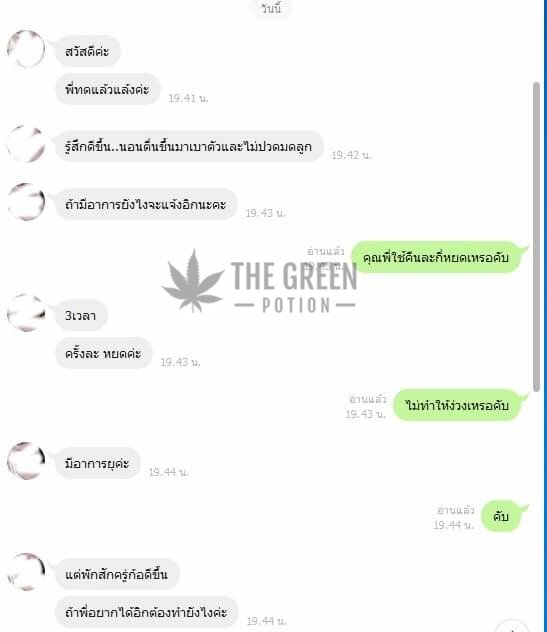 วันนี้
สวัสดีค่ะ
พี่ทดแล้วแล้งค่ะ
19.41 น.
รู้สึกดีขึ้น..นอนตื่นขึ้นมาเบาตัวและไม่ปวดมดลูก
19.42 น.
ถ้ามีอาการยังไงจะแจ้งอิกนะคะ
19.43 น.
อ่านแล้ว
คุณพี่ใช้คืนละกี่หยดเหรอคับ
THE GREEN
POTION
3เวลา
ครั้งละ หยดค่ะ
19.43 น.
อ่านแล้ว
19.43 น.
ไม่ทำให้ง่วงเหรอคับ
มีอาการยุค่ะ
19.44 น.
อ่านแล้ว
19.44 น.
คับ
แต่พักสักครู่ก้อดีขึ้น
ถ้าพี่อยากได้อิกต้องทำยังไงค่ะ
19.44 น.